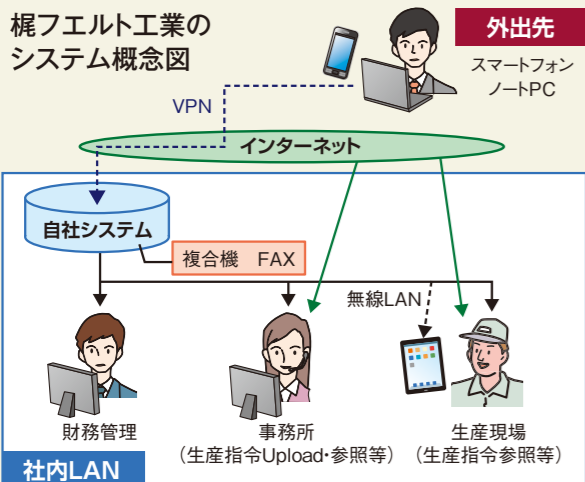 梶フエルト工業の
システム概念図
外出先
スマートフォン
ノートPC
VPN
インターネット
自社システム
複合機　FAX
無線LAN
財務管理
事務所
（生産指令Upload・参照等）
生産現場
（生産指令参照等）
社内LAN